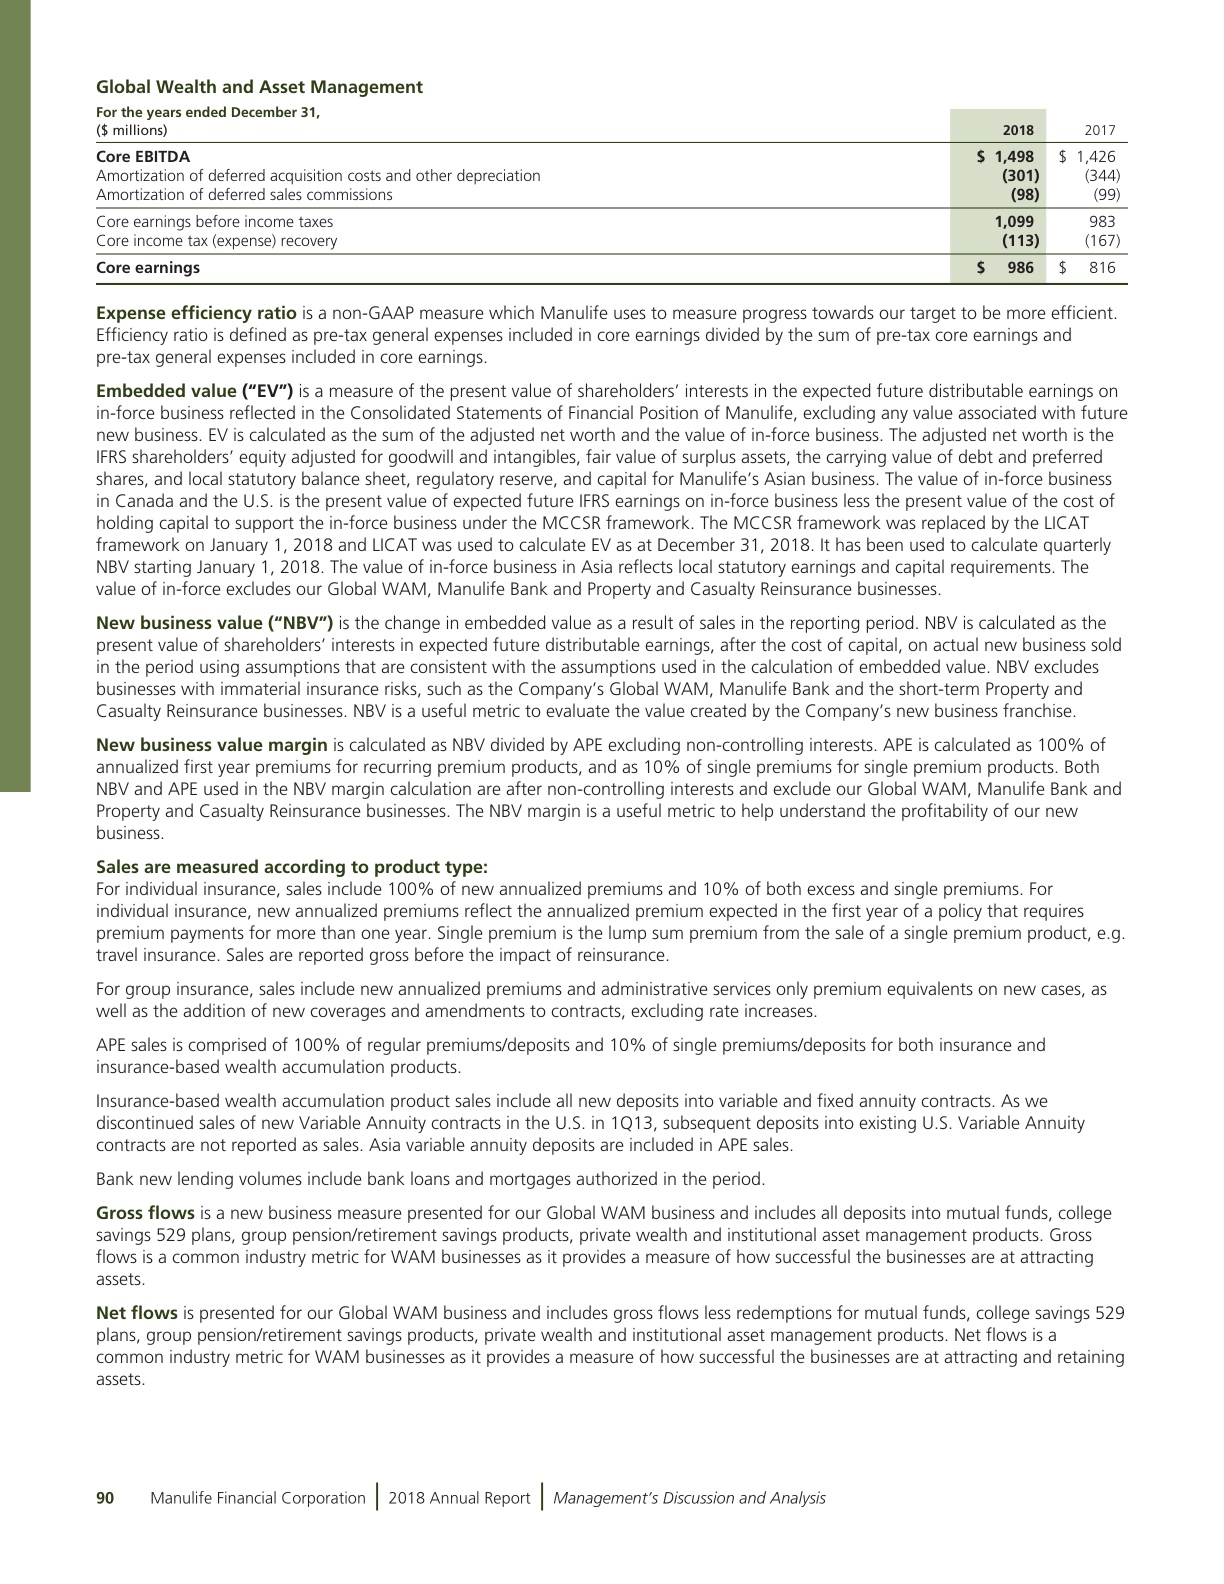 Global Wealth and Asset Management
For the years ended December 31,
($ millions) 2018 2017
Core EBITDA $ 1,498 $ 1,426
Amortization of deferred acquisition costs and other depreciation (301) (344)
Amortization of deferred sales commissions (98) (99)
Core earnings before income taxes 1,099 983
Core income tax (expense) recovery (113) (167)
Core earnings $ 986 $ 816
Expense efficiency ratio is a non-GAAP measure which Manulife uses to measure progress towards our target to be more efficient.
Efficiency ratio is defined as pre-tax general expenses included in core earnings divided by the sum of pre-tax core earnings and
pre-tax general expenses included in core earnings.
Embedded value (“EV”) is a measure of the present value of shareholders’ interests in the expected future distributable earnings on
in-force business reflected in the Consolidated Statements of Financial Position of Manulife, excluding any value associated with future
new business. EV is calculated as the sum of the adjusted net worth and the value of in-force business. The adjusted net worth is the
IFRS shareholders’ equity adjusted for goodwill and intangibles, fair value of surplus assets, the carrying value of debt and preferred
shares, and local statutory balance sheet, regulatory reserve, and capital for Manulife’s Asian business. The value of in-force business
in Canada and the U.S. is the present value of expected future IFRS earnings on in-force business less the present value of the cost of
holding capital to support the in-force business under the MCCSR framework. The MCCSR framework was replaced by the LICAT
framework on January 1, 2018 and LICAT was used to calculate EV as at December 31, 2018. It has been used to calculate quarterly
NBV starting January 1, 2018. The value of in-force business in Asia reflects local statutory earnings and capital requirements. The
value of in-force excludes our Global WAM, Manulife Bank and Property and Casualty Reinsurance businesses.
New business value (“NBV”) is the change in embedded value as a result of sales in the reporting period. NBV is calculated as the
present value of shareholders’ interests in expected future distributable earnings, after the cost of capital, on actual new business sold
in the period using assumptions that are consistent with the assumptions used in the calculation of embedded value. NBV excludes
businesses with immaterial insurance risks, such as the Company’s Global WAM, Manulife Bank and the short-term Property and
Casualty Reinsurance businesses. NBV is a useful metric to evaluate the value created by the Company’s new business franchise.
New business value margin is calculated as NBV divided by APE excluding non-controlling interests. APE is calculated as 100% of
annualized first year premiums for recurring premium products, and as 10% of single premiums for single premium products. Both
NBV and APE used in the NBV margin calculation are after non-controlling interests and exclude our Global WAM, Manulife Bank and
Property and Casualty Reinsurance businesses. The NBV margin is a useful metric to help understand the profitability of our new
business.
Sales are measured according to product type:
For individual insurance, sales include 100% of new annualized premiums and 10% of both excess and single premiums. For
individual insurance, new annualized premiums reflect the annualized premium expected in the first year of a policy that requires
premium payments for more than one year. Single premium is the lump sum premium from the sale of a single premium product, e.g.
travel insurance. Sales are reported gross before the impact of reinsurance.
For group insurance, sales include new annualized premiums and administrative services only premium equivalents on new cases, as
well as the addition of new coverages and amendments to contracts, excluding rate increases.
APE sales is comprised of 100% of regular premiums/deposits and 10% of single premiums/deposits for both insurance and
insurance-based wealth accumulation products.
Insurance-based wealth accumulation product sales include all new deposits into variable and fixed annuity contracts. As we
discontinued sales of new Variable Annuity contracts in the U.S. in 1Q13, subsequent deposits into existing U.S. Variable Annuity
contracts are not reported as sales. Asia variable annuity deposits are included in APE sales.
Bank new lending volumes include bank loans and mortgages authorized in the period.
Gross flows is a new business measure presented for our Global WAM business and includes all deposits into mutual funds, college
savings 529 plans, group pension/retirement savings products, private wealth and institutional asset management products. Gross
flows is a common industry metric for WAM businesses as it provides a measure of how successful the businesses are at attracting
assets.
Net flows is presented for our Global WAM business and includes gross flows less redemptions for mutual funds, college savings 529
plans, group pension/retirement savings products, private wealth and institutional asset management products. Net flows is a
common industry metric for WAM businesses as it provides a measure of how successful the businesses are at attracting and retaining
assets.
90 Manulife Financial Corporation | 2018 Annual Report | Management’s Discussion and Analysis